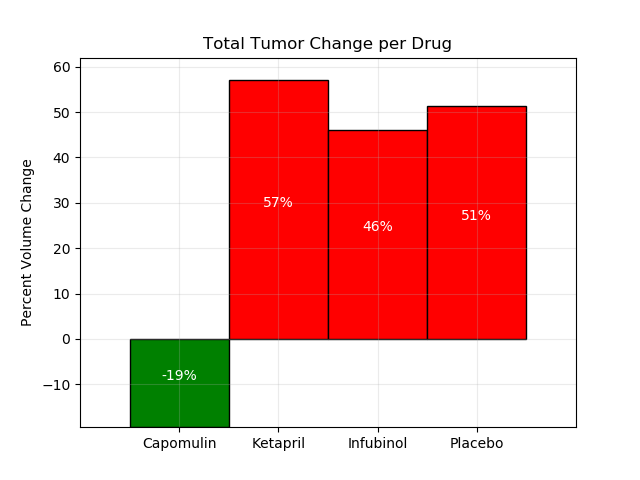 Total Tumor Change per Drug
Percent Volume Change
60
50
40
30
20
10
0
−10
57%
46%
51%
-19%
Capomulin
Ketapril
Infubinol
Placebo